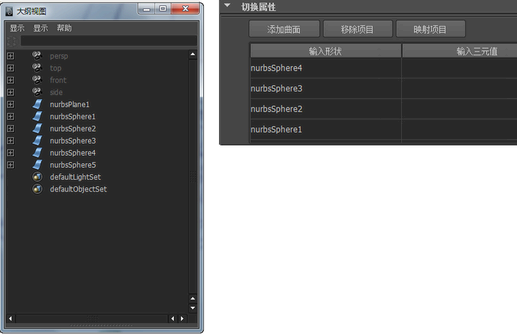 大纲视图
显示 显示 帮助
persp
top
front
side
nurbsPlane1
nurbsSphere1
nurbsSphere2
nurbsSphere3
nurbsSphere4
nurbsSphere5
defaultLightSet
defaultObjectSet
切换属性
添加曲面 移除项目 映射项目
输入形状 输入三元值
nurbsSphere4
nurbsSphere3
nurbsSphere2
nurbsSphere1